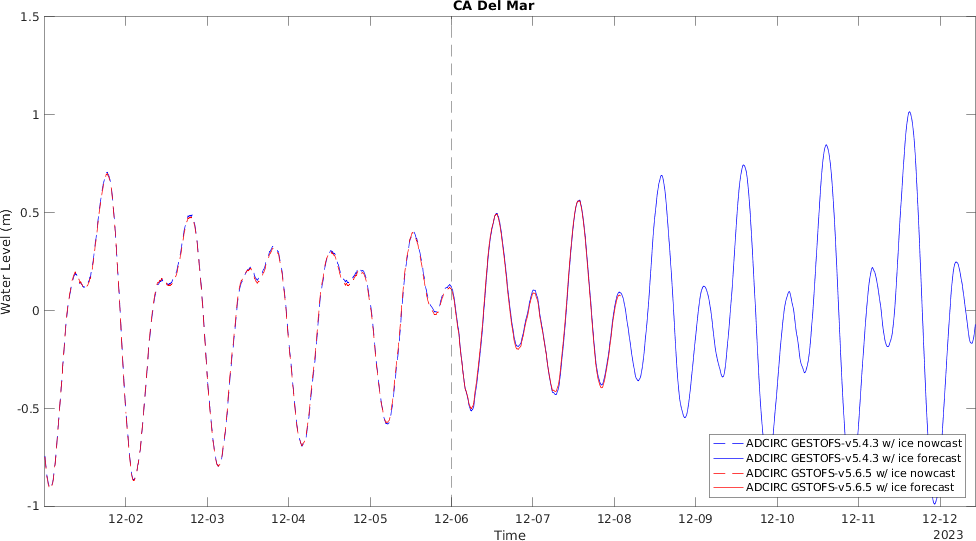 CA Del Mar
1.5
1
0.5
0
-0.5
-1
Water Level (m)
12-02 12-03 12-04 12-05 12-06 12-07 12-08 12-09 12-10 12-11 12-12
Time
2023
ADCIRC GESTOFS-v5.4.3 w/ ice nowcast
ADCIRC GESTOFS-v5.4.3 w/ ice forecast
ADCIRC GSTOFS-v5.6.5 w/ ice nowcast
ADCIRC GSTOFS-v5.6.5 w/ ice forecast